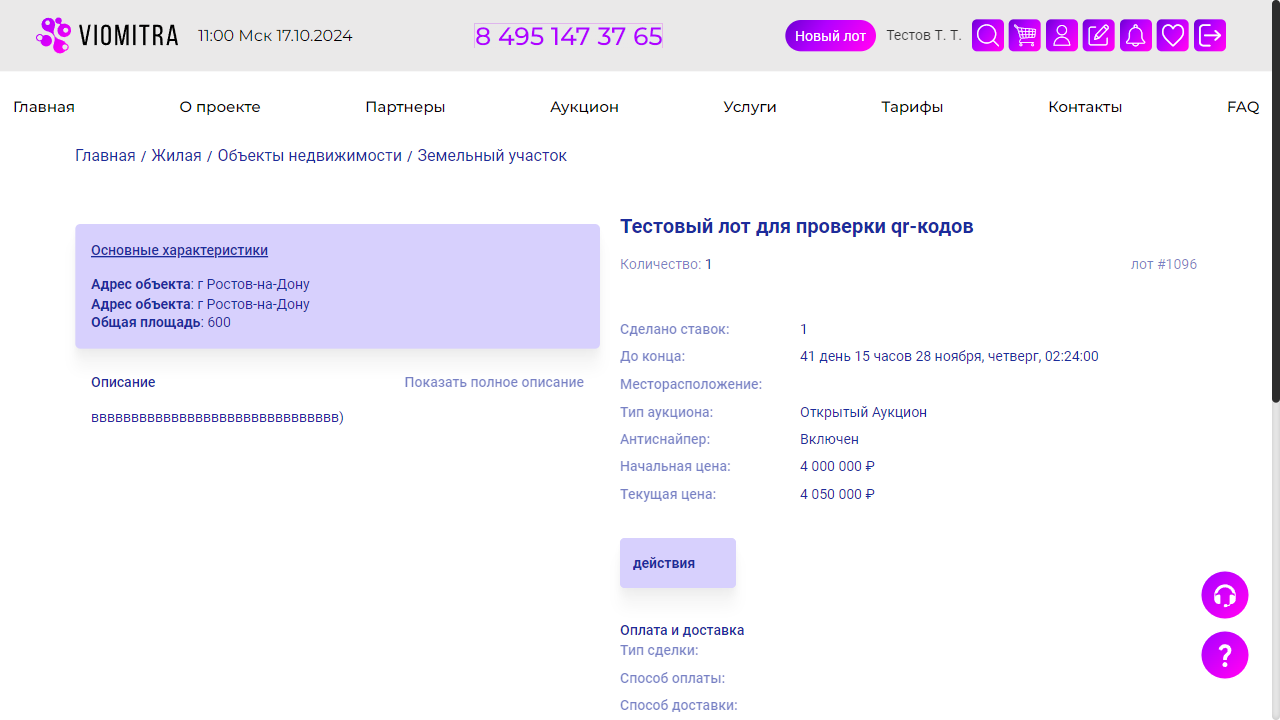 VIOMITRA 11:00 Мск 17.10.2024 8 495 147 37 65 Новый лот Тестов Т. Т.
Главная О проекте Партнеры Аукцион Услуги Тарифы Контакты FAQ
Главная / Жилая / Объекты недвижимости / Земельный участок
Основные характеристики
Адрес объекта: г Ростов-на-Дону
Адрес объекта: г Ростов-на-Дону
Общая площадь: 600
Описание Показать полное описание
вввввввввввввввввввввввввввввввв)
Тестовый лот для проверки qr-кодов
Количество: 1 лот #1096
Сделано ставок: 1
До конца: 41 день 15 часов 28 ноября, четверг, 02:24:00
Месторасположение:
Тип аукциона: Открытый Аукцион
Антиснайпер: Включен
Начальная цена: 4 000 000 ₽
Текущая цена: 4 050 000 ₽
действия
Оплата и доставка
Тип сделки:
Способ оплаты:
Способ доставки:
?